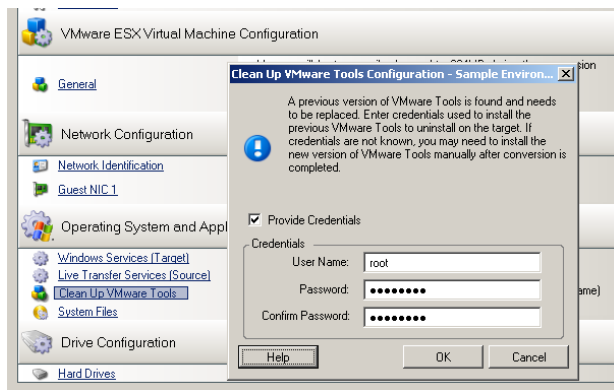 VMware ESX Virtual Machine Configuration
General
Clean Up VMware Tools Configuration - Sample Environ...
A previous version of VMware Tools is found and needs
to be replaced. Enter credentials used to install the
previous VMware Tools to uninstall on the target. If
credentials are not known, you may need to install the
new version of VMware Tools manually after conversion is
completed.
Network Configuration
Network Identification
Guest NIC 1
Provide Credentials
Operating System and Appl
Credentials
Windows Services (Target)
User Name: root
Live Transfer Services (Source)
Clean Up VMware Tools
Password: ●●●●●●●●
ame)
System Files
Confirm Password: ●●●●●●●●
Drive Configuration
Help OK Cancel
Hard Drives